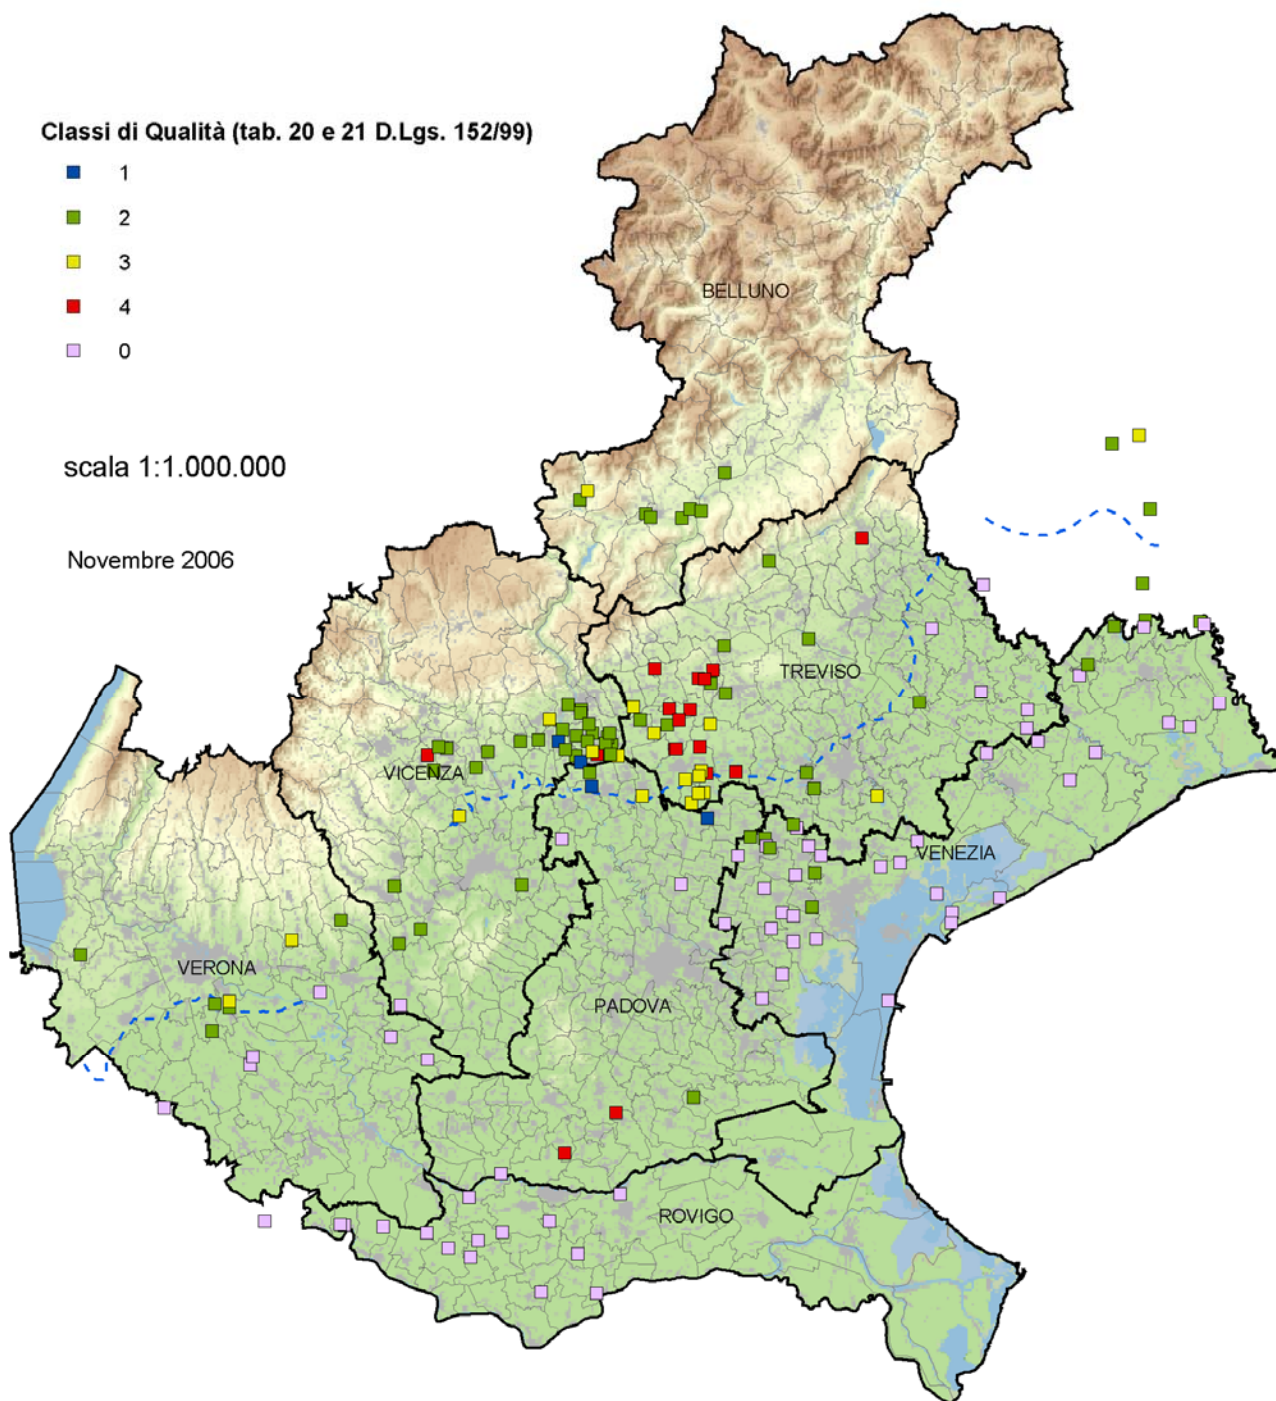 Classi di Qualità (tab. 20 e 21 D.Lgs. 152/99)
1
2
3
4
0
scala 1:1.000.000
Novembre 2006
BELLUNO
TREVISO
VICENZA
VENEZIA
VERONA
PADOVA
ROVIGO